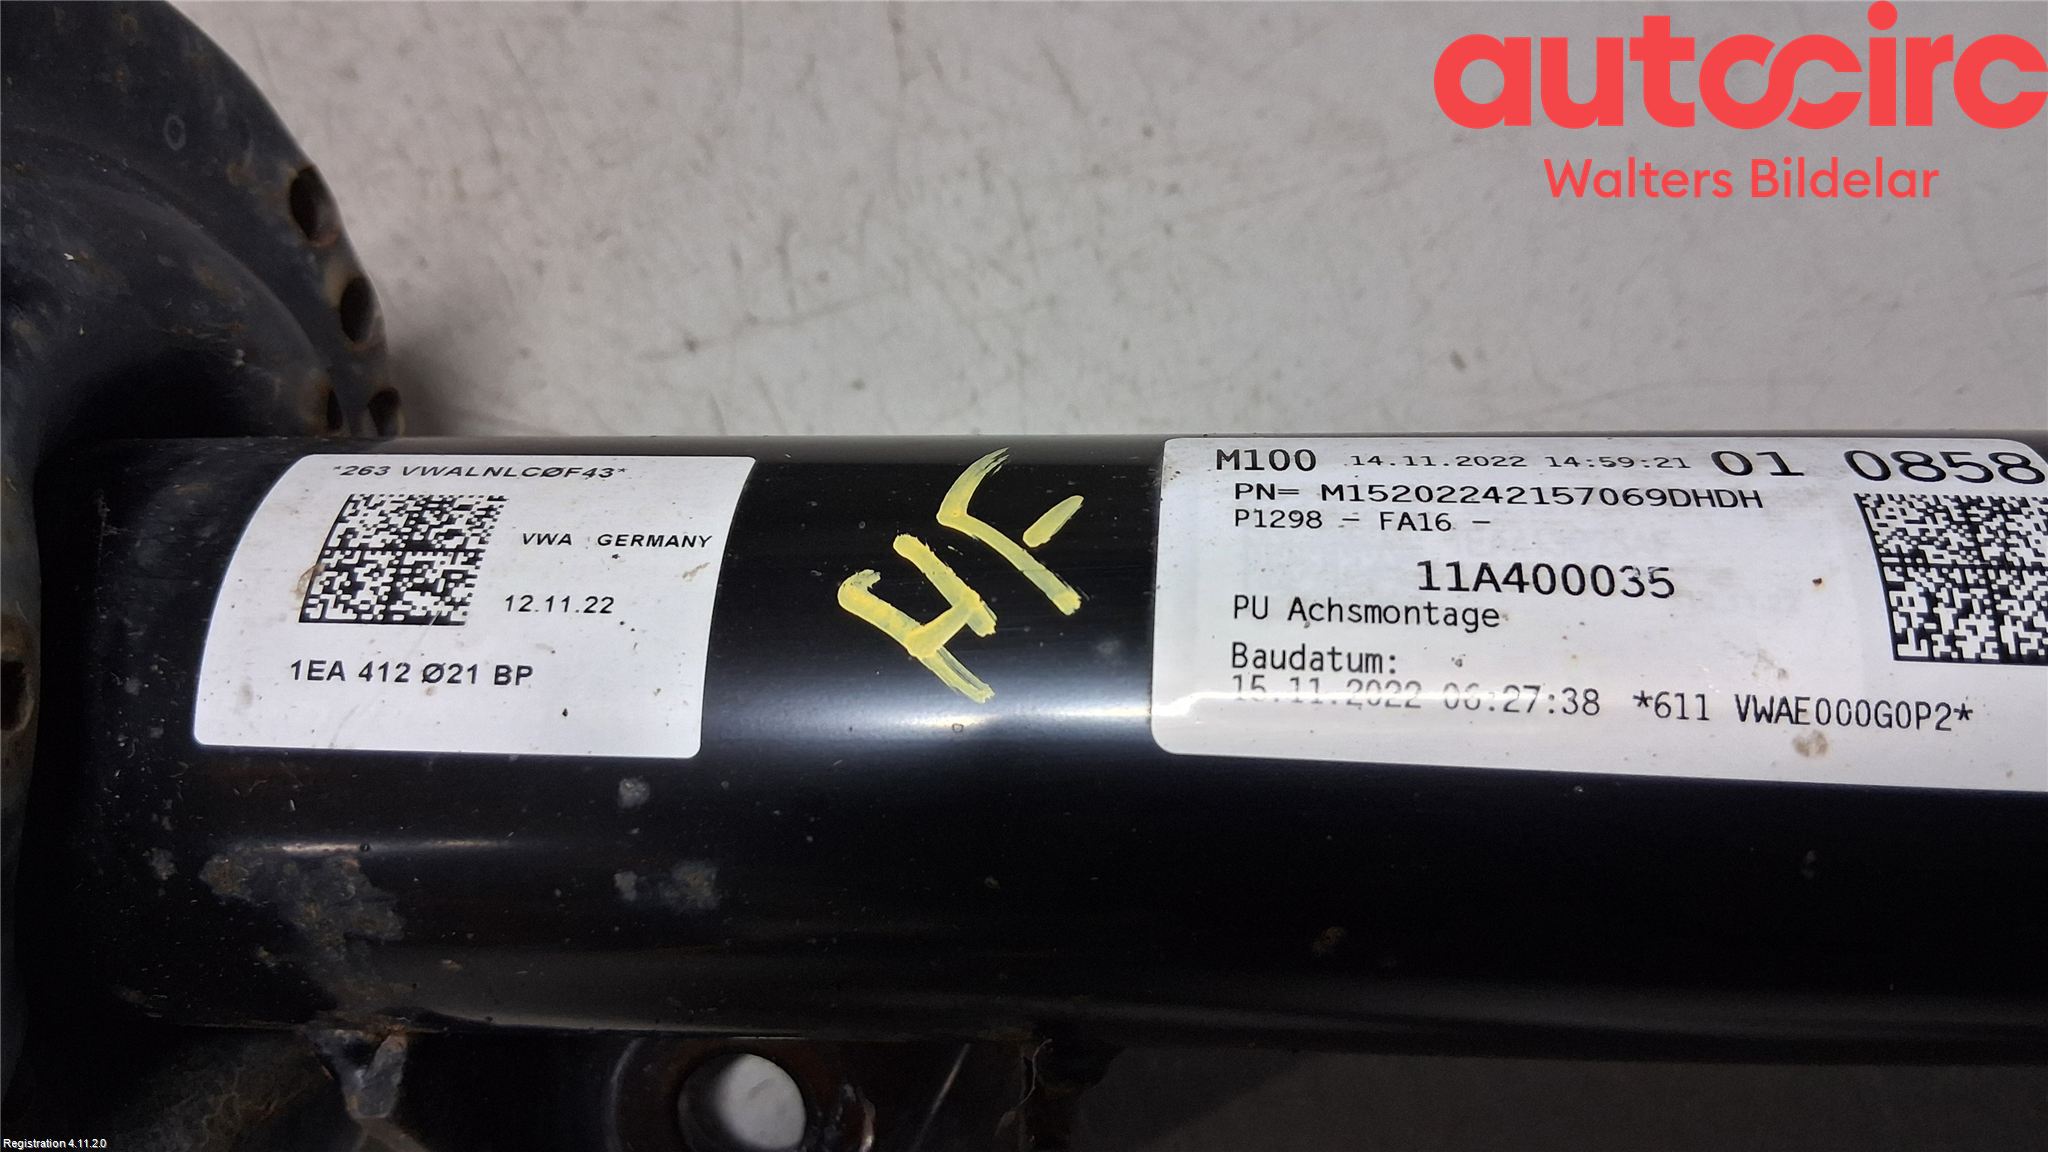 autocirc
Walters Bildelar
*263 VWALNLCØF43*
VWA GERMANY
12.11.22
1EA 412 Ø21 BP
HF
M100 14.11.2022 14:59:21 01 0858
PN= M15202242157069DHDH
P1298 - FA16 -
11A400035
PU Achsmontage
Baudatum:
15.11.2022 06:27:38 *611 VWAE000G0P2*
Registration 4.11.2.0